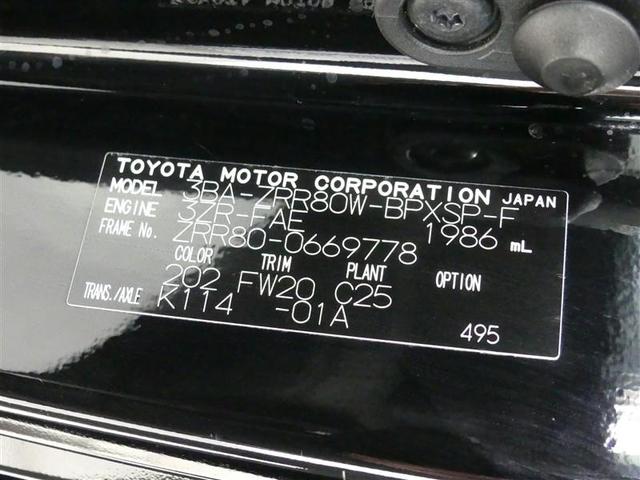 TOYOTA MOTOR CORPORATION JAPAN
MODEL 3BA-ZRR80W-BPXSP-F
ENGINE 3ZR-FAE 1986 mL
FRAME No. ZRR80-0669778
COLOR TRIM PLANT OPTION
202 FW20 C25
TRANS./AXLE K114 -01A
495